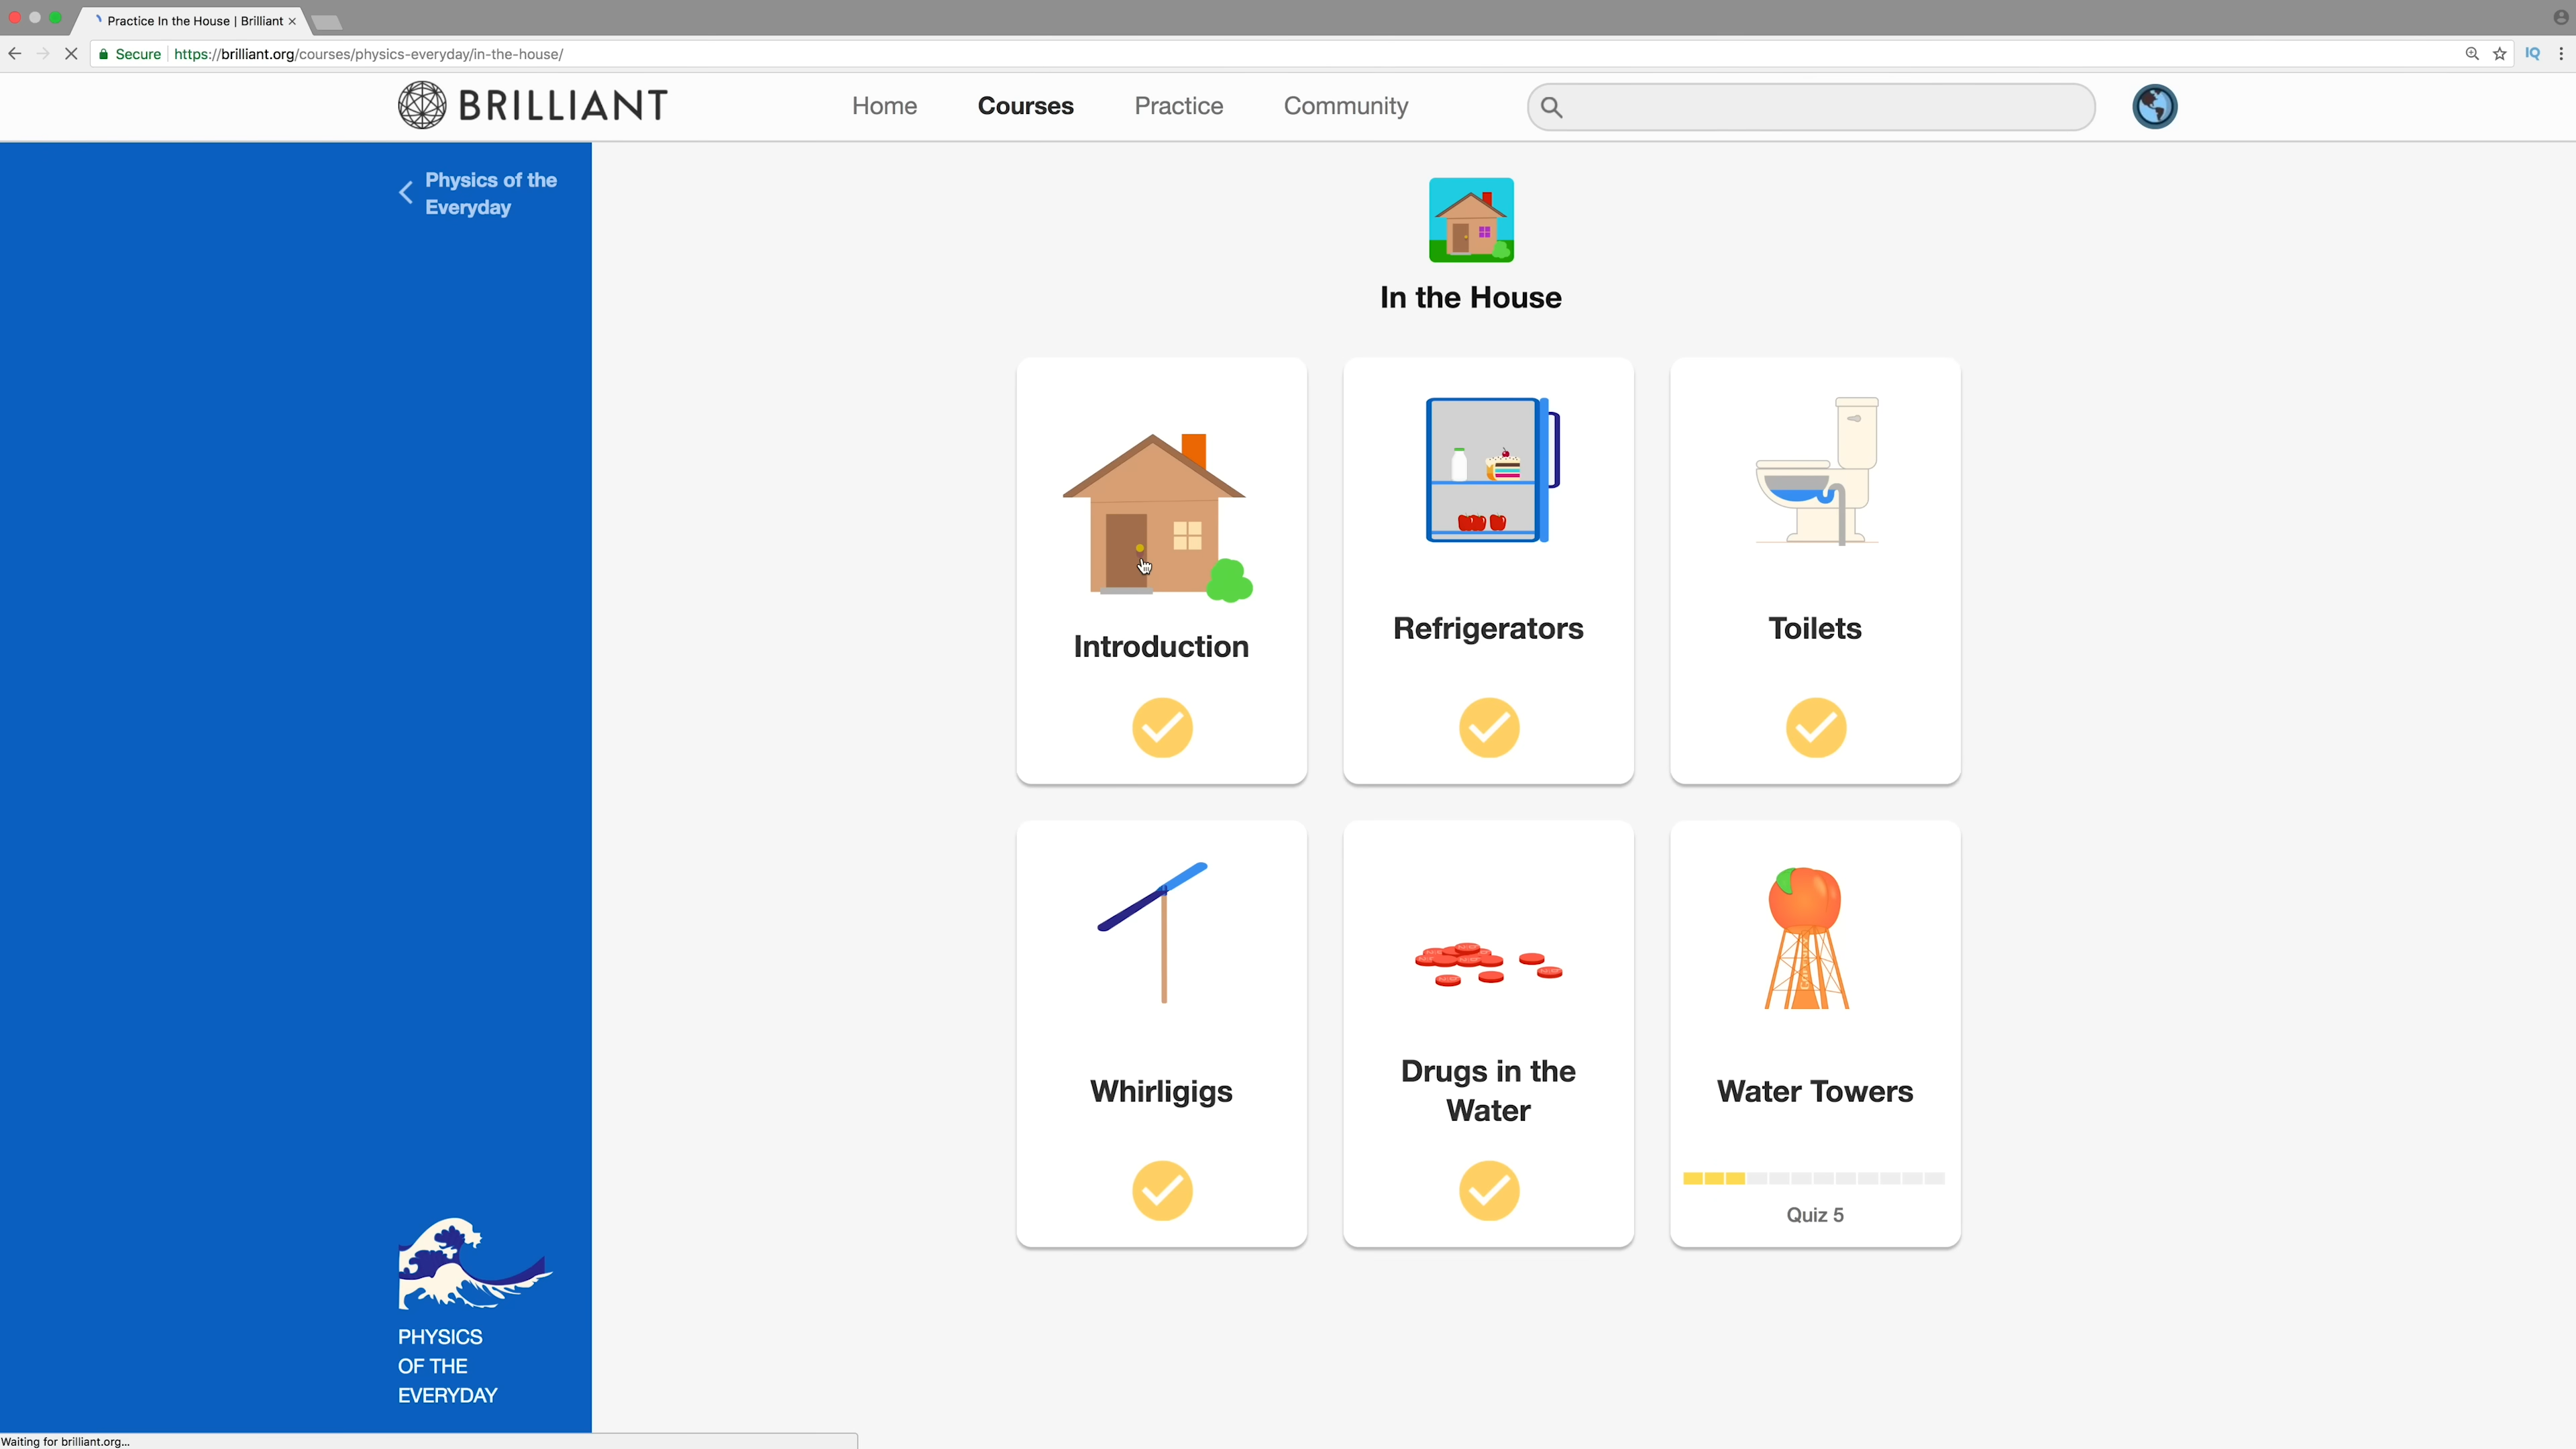 Practice In the House | Brilliant
Secure https://brilliant.org/courses/physics-everyday/in-the-house/
IQ
BRILLIANT
Home
Courses
Practice
Community
Physics of the
Everyday
In the House
Introduction
Refrigerators
Toilets
Whirligigs
Drugs in the
Water
Water Towers
Quiz 5
PHYSICS
OF THE
EVERYDAY
Waiting for brilliant.org...